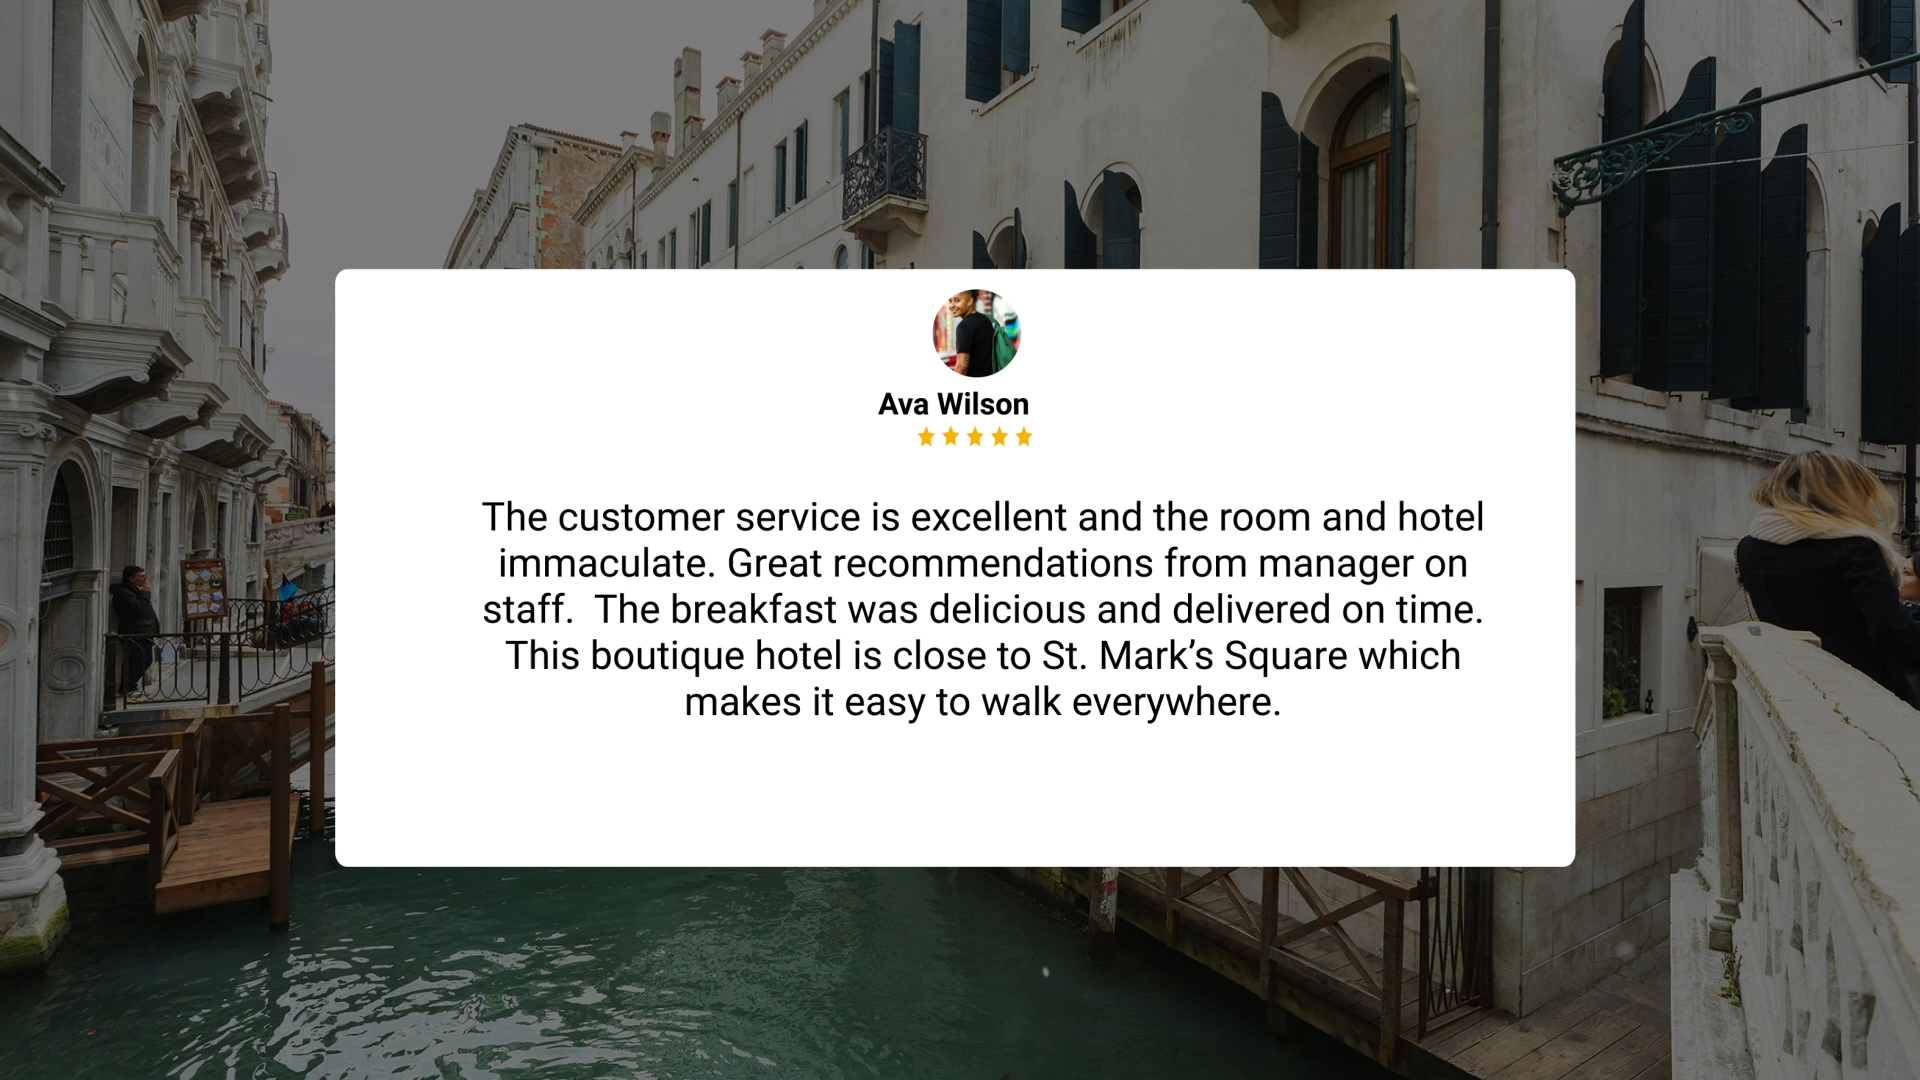 Ava Wilson
The customer service is excellent and the room and hotel
immaculate. Great recommendations from manager on
staff.  The breakfast was delicious and delivered on time.
This boutique hotel is close to St. Mark’s Square which
makes it easy to walk everywhere.